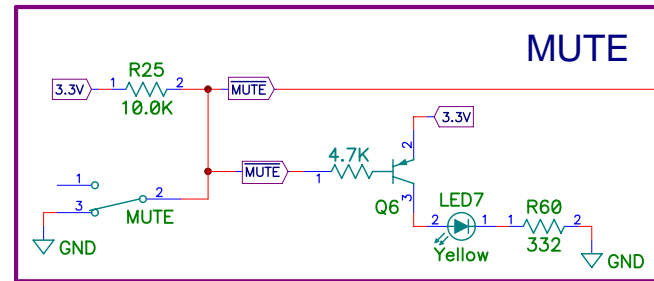 MUTE
R25
3.3V 1 2 MUTE
10.0K
3.3V
2
4.7K
MUTE 1
1
2
3 MUTE
Q6 3
LED7
2 1
Yellow
R60
1 2
332
GND
GND